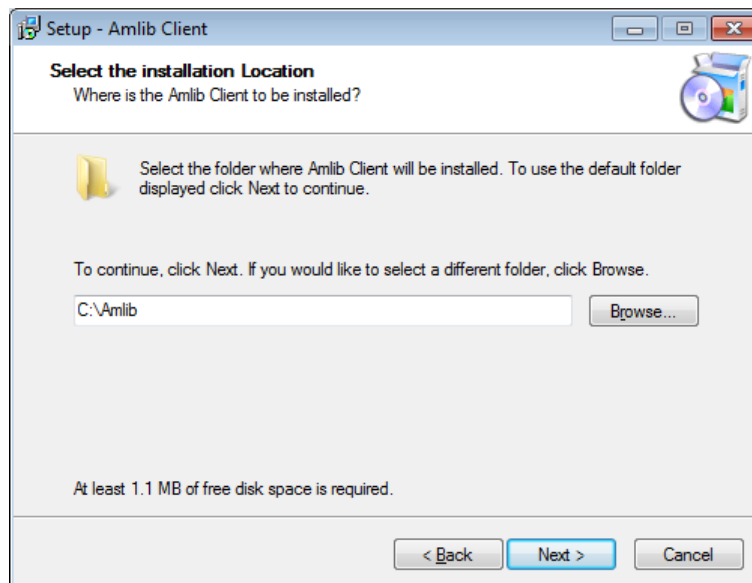 Setup - Amlib Client
Select the installation Location
Where is the Amlib Client to be installed?
Select the folder where Amlib Client will be installed. To use the default folder
displayed click Next to continue.
To continue, click Next. If you would like to select a different folder, click Browse.
C:\Amlib
Browse...
At least 1.1 MB of free disk space is required.
< Back
Next >
Cancel